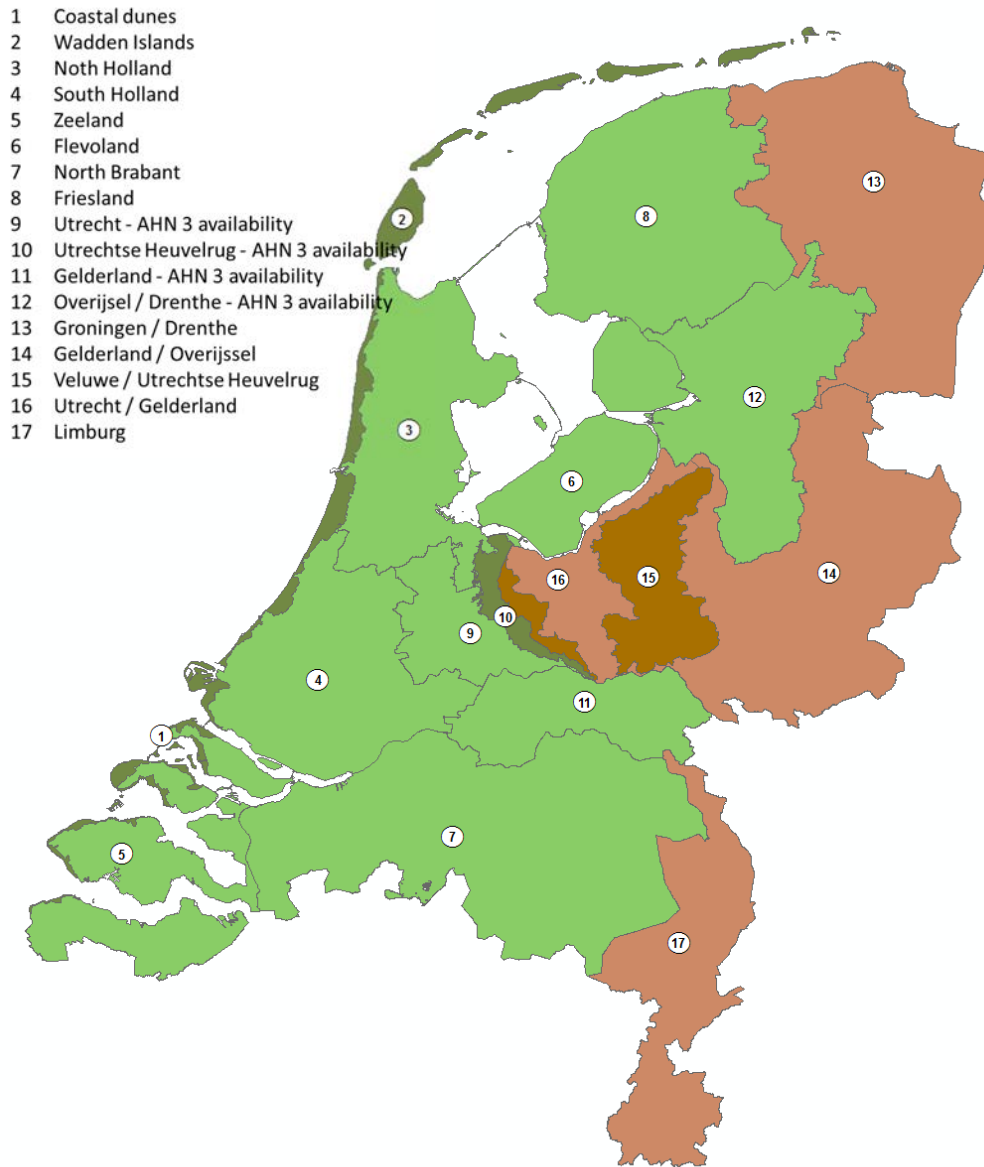 1 Coastal dunes
2 Wadden Islands
3 Noth Holland
4 South Holland
5 Zeeland
6 Flevoland
7 North Brabant
8 Friesland
9 Utrecht - AHN 3 availability
10 Utrechtse Heuvelrug - AHN 3 availability
11 Gelderland - AHN 3 availability
12 Overijsel / Drenthe - AHN 3 availability
13 Groningen / Drenthe
14 Gelderland / Overijssel
15 Veluwe / Utrechtse Heuvelrug
16 Utrecht / Gelderland
17 Limburg
13
8
2
12
3
6
14
15
16
10
9
4
11
1
7
5
17